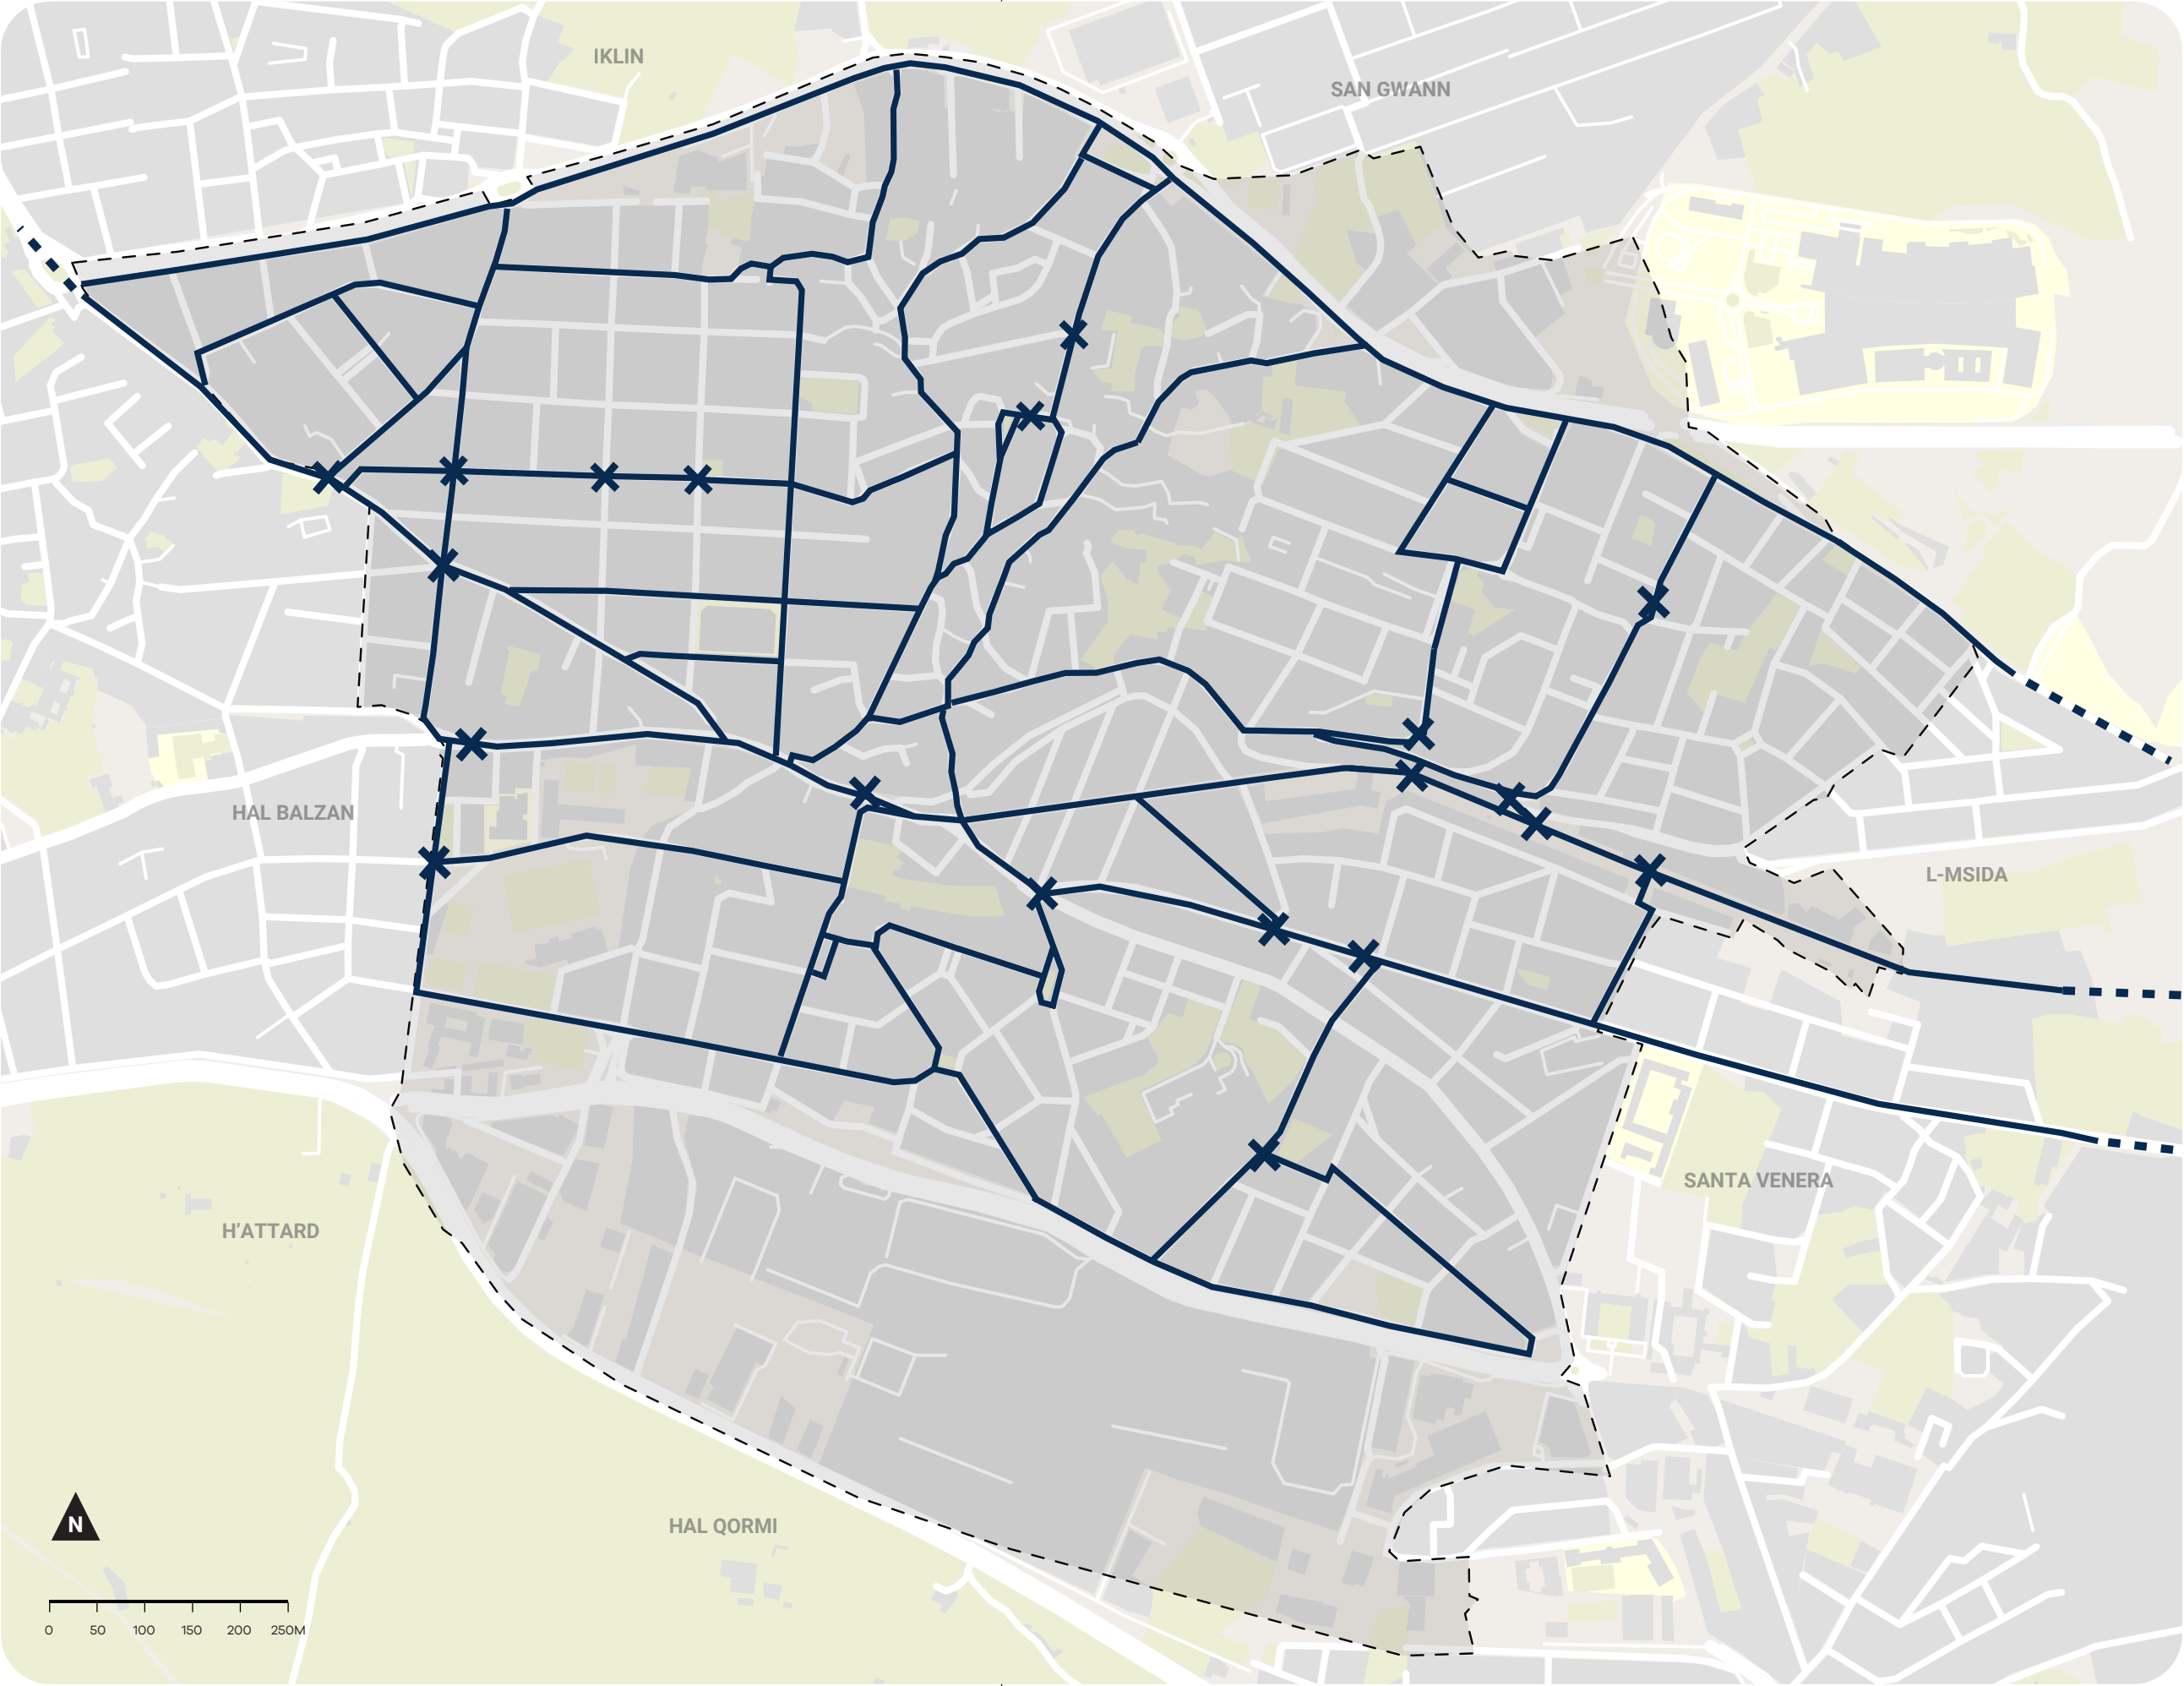 IKLIN
SAN GWANN
HAL BALZAN
L-MSIDA
SANTA VENERA
H'ATTARD
HAL QORMI
N
0 50 100 150 200 250M